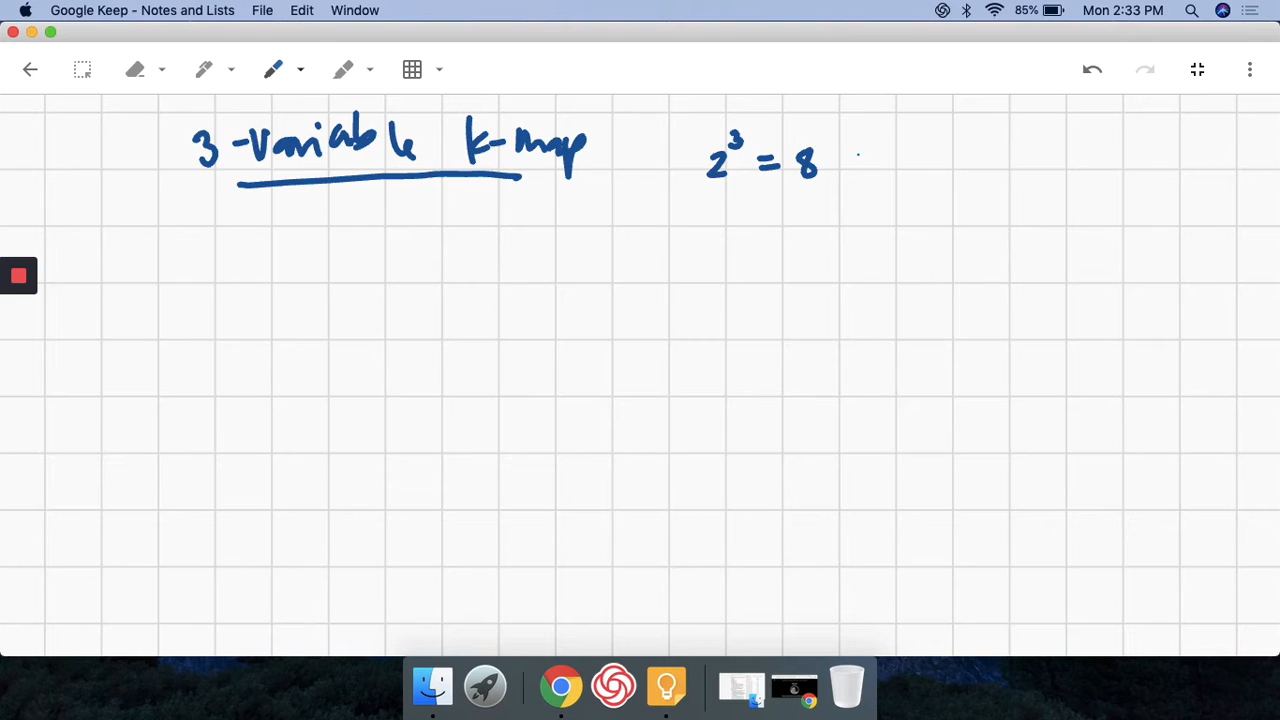 Google Keep - Notes and Lists File Edit Window 85% Mon 2:33 PM
3-variable k-map 2³ = 8